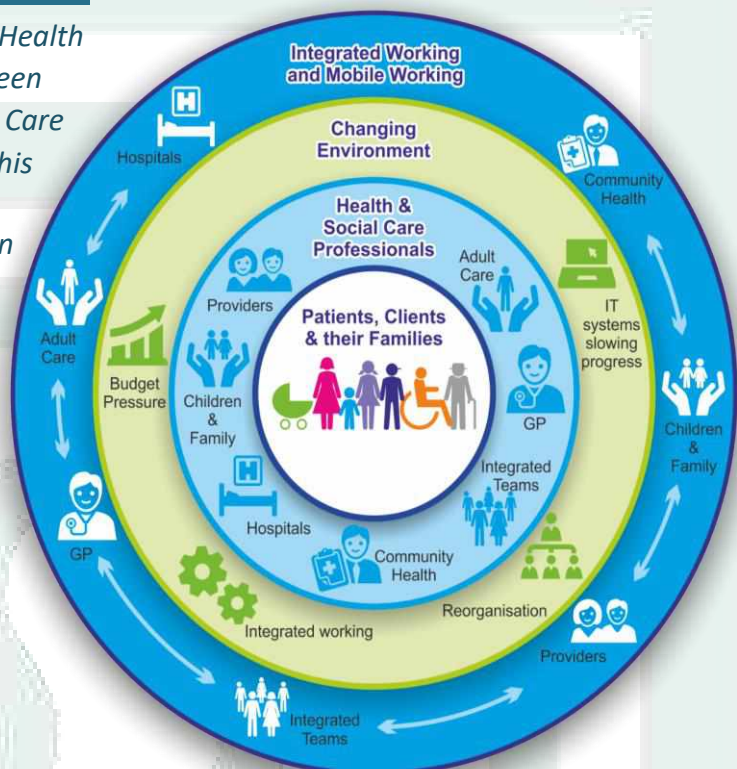 Health
een
Care
his
n
Integrated Working
and Mobile Working
Hospitals
Community
Health
Adult
Care
Children
&
Family
GP
Providers
Integrated
Teams
Changing
Environment
Budget
Pressure
IT
systems
slowing
progress
Integrated working
Reorganisation
Health &
Social Care
Professionals
Providers
Adult
Care
Children
&
Family
GP
Hospitals
H
Integrated
Teams
Community
Health
Patients, Clients
& their Families
H